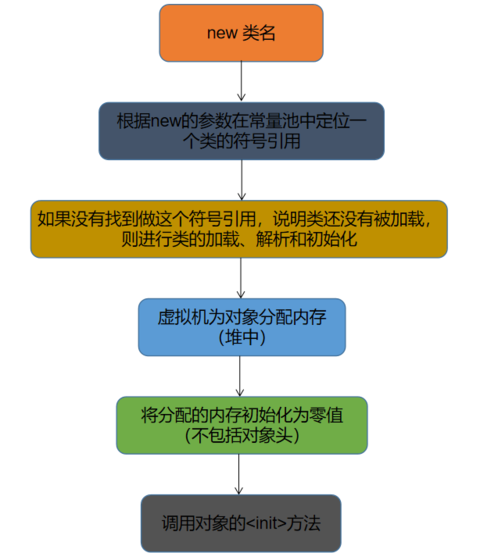 new 类名
根据new的参数在常量池中定位一
个类的符号引用
如果没有找到做这个符号引用，说明类还没有被加载，
则进行类的加载、解析和初始化
虚拟机为对象分配内存
（堆中）
将分配的内存初始化为零值
（不包括对象头）
调用对象的<init>方法